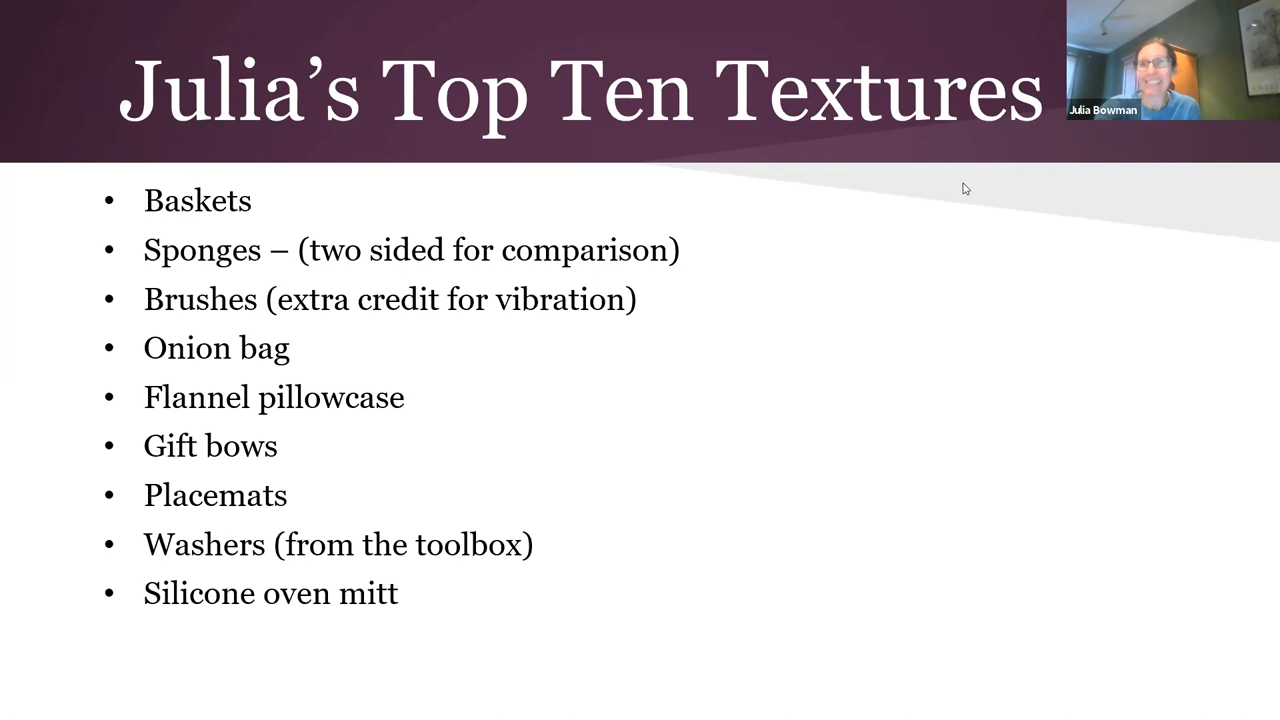 Julia’s Top Ten Textures
Julia Bowman
• Baskets
• Sponges – (two sided for comparison)
• Brushes (extra credit for vibration)
• Onion bag
• Flannel pillowcase
• Gift bows
• Placemats
• Washers (from the toolbox)
• Silicone oven mitt